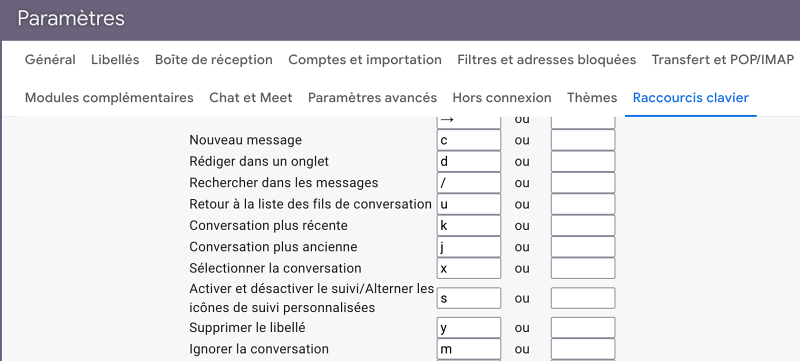 Paramètres
Général Libellés Boîte de réception Comptes et importation Filtres et adresses bloquées Transfert et POP/IMAP
Modules complémentaires Chat et Meet Paramètres avancés Hors connexion Thèmes Raccourcis clavier
→ ou
Nouveau message c ou
Rédiger dans un onglet d ou
Rechercher dans les messages / ou
Retour à la liste des fils de conversation u ou
Conversation plus récente k ou
Conversation plus ancienne j ou
Sélectionner la conversation x ou
Activer et désactiver le suivi/Alterner les
icônes de suivi personnalisées s ou
Supprimer le libellé y ou
Ignorer la conversation m ou